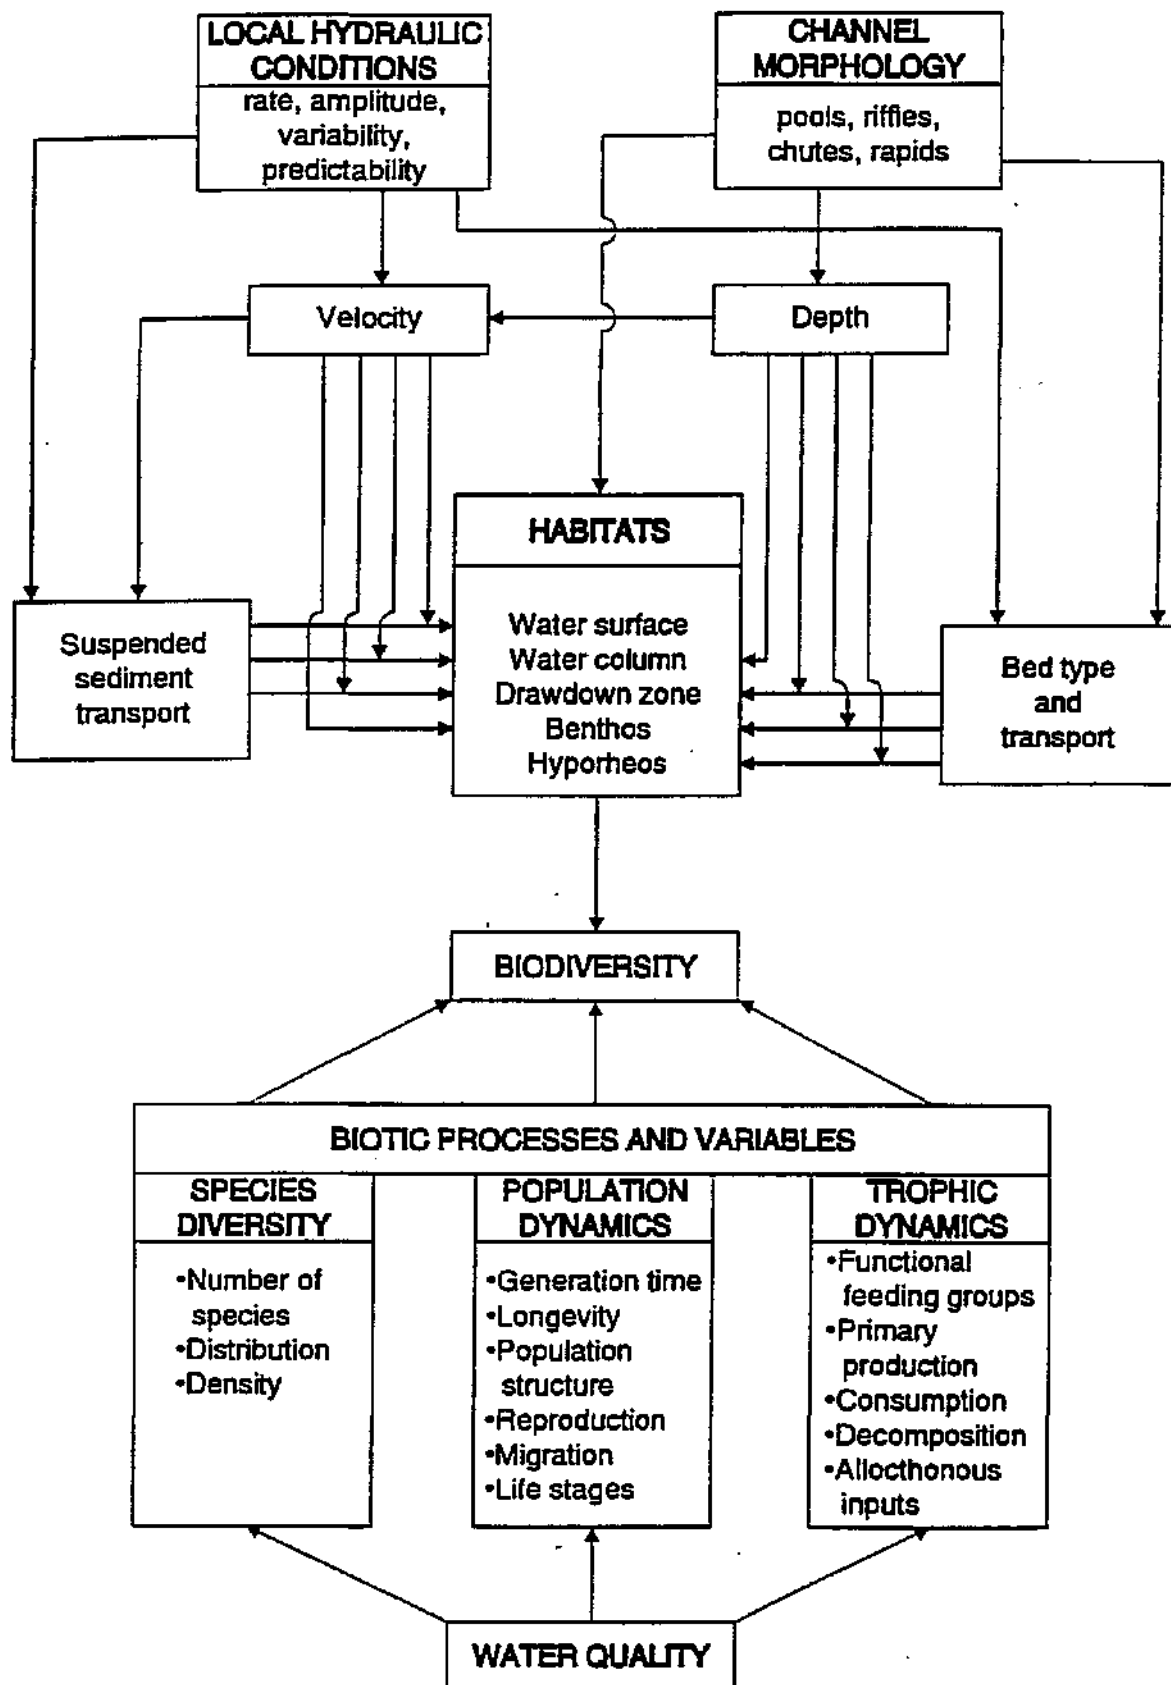 LOCAL HYDRAULIC
CONDITIONS
rate, amplitude,
variability,
predictability
CHANNEL
MORPHOLOGY
pools, riffles,
chutes, rapids
Velocity
Depth
HABITATS
Water surface
Water column
Drawdown zone
Benthos
Hyporheos
Suspended
sediment
transport
Bed type
and
transport
BIODIVERSITY
BIOTIC PROCESSES AND VARIABLES
SPECIES
DIVERSITY
•Number of
species
•Distribution
•Density
POPULATION
DYNAMICS
•Generation time
•Longevity
•Population
structure
•Reproduction
•Migration
•Life stages
TROPHIC
DYNAMICS
•Functional
feeding groups
•Primary
production
•Consumption
•Decomposition
•Allocthonous
inputs
WATER QUALITY